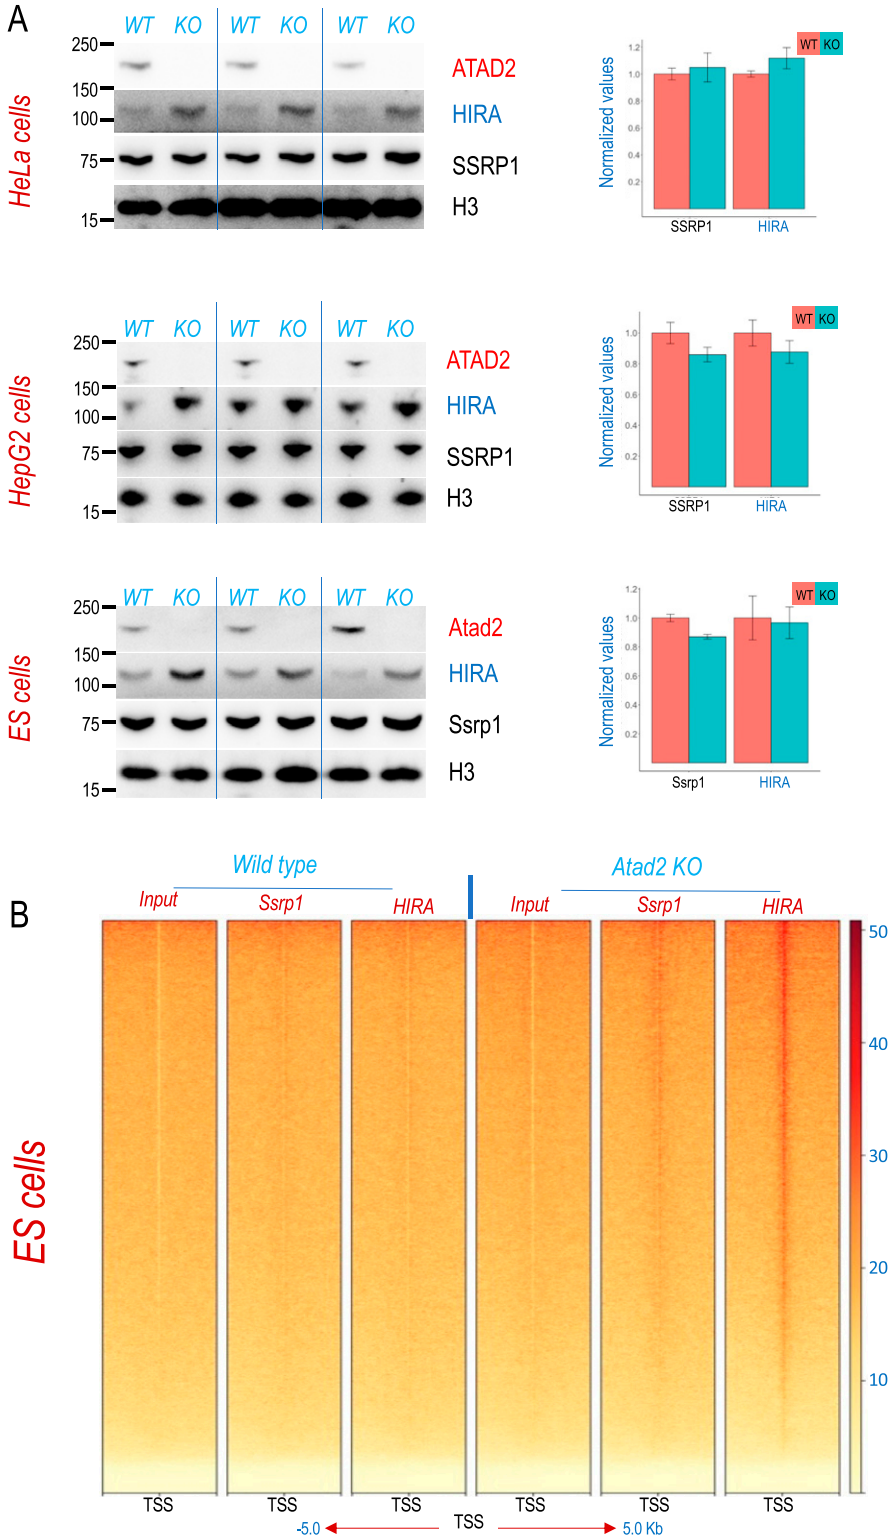 A
WT KO WT KO WT KO
250
150
100
75
15
ATAD2
HIRA
SSRP1
H3
HeLa cells
WT KO
Normalized values
1.2
1.0
0.8
0.6
0.4
0.2
SSRP1 HIRA
WT KO WT KO WT KO
250
150
100
75
15
ATAD2
HIRA
SSRP1
H3
HepG2 cells
WT KO
Normalized values
1.0
0.8
0.6
0.4
0.2
SSRP1 HIRA
WT KO WT KO WT KO
250
150
100
75
15
Atad2
HIRA
Ssrp1
H3
ES cells
WT KO
Normalized values
1.2
1.0
0.8
0.6
0.4
0.2
Ssrp1 HIRA
B
Wild type Atad2 KO
Input Ssrp1 HIRA Input Ssrp1 HIRA
50
40
30
20
10
ES cells
TSS TSS TSS TSS TSS TSS
-5.0 TSS 5.0 Kb